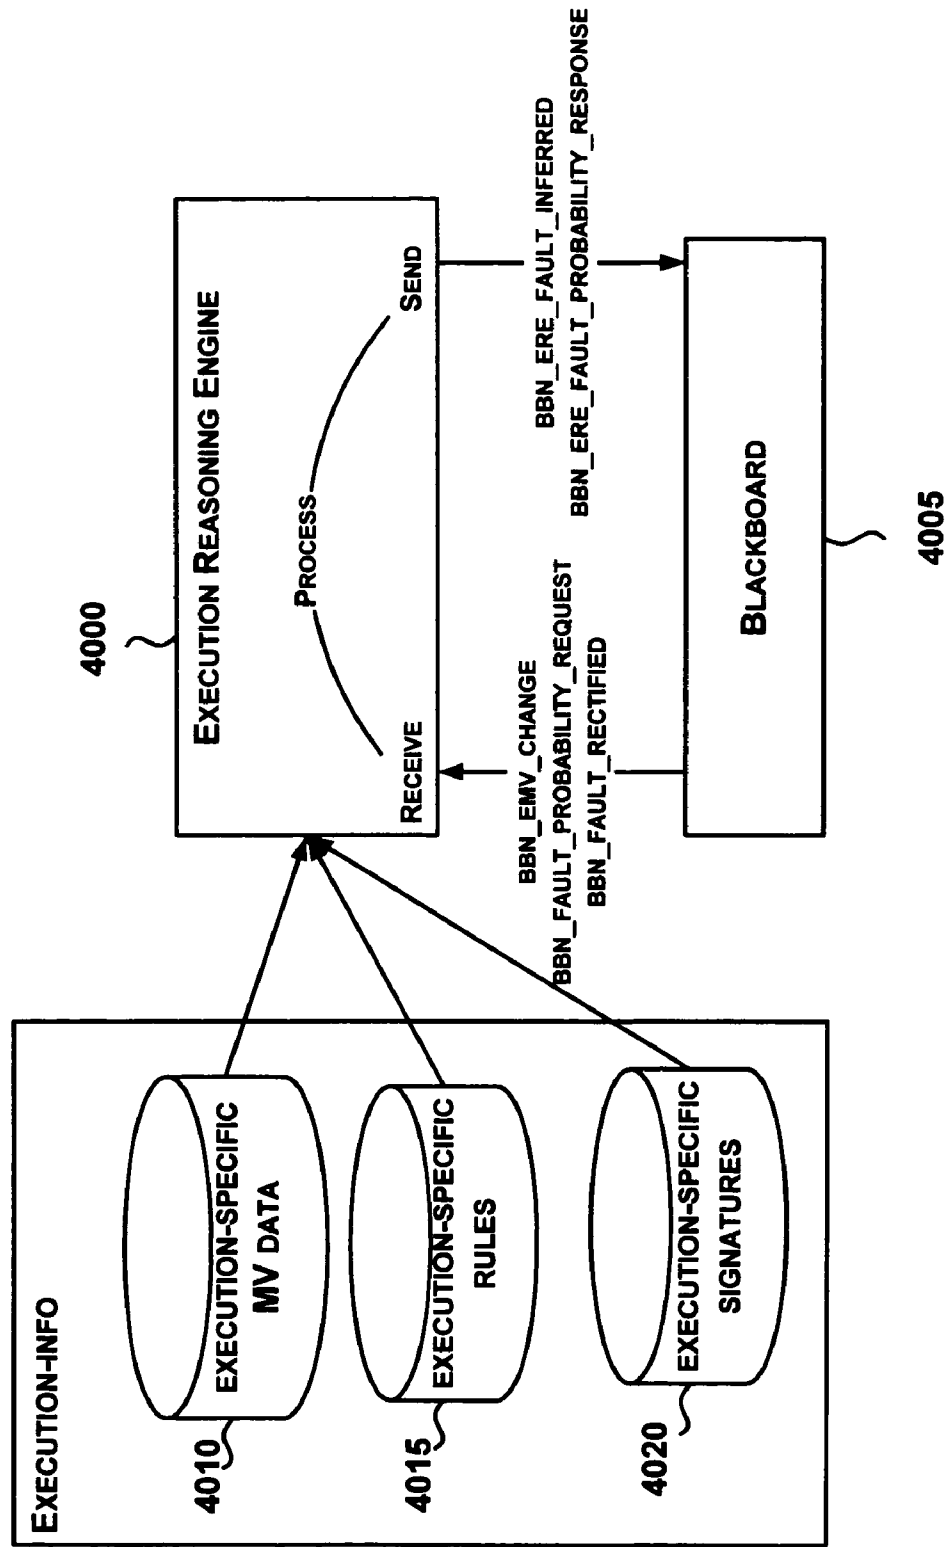 EXECUTION-INFO
EXECUTION-SPECIFIC
MV DATA
4010
EXECUTION-SPECIFIC
RULES
4015
EXECUTION-SPECIFIC
SIGNATURES
4020
4000
EXECUTION REASONING ENGINE
RECEIVE
PROCESS
SEND
BBN_EMV_CHANGE
BBN_FAULT_PROBABILITY_REQUEST
BBN_FAULT_RECTIFIED
BBN_ERE_FAULT_INFERRED
BBN_ERE_FAULT_PROBABILITY_RESPONSE
BLACKBOARD
4005